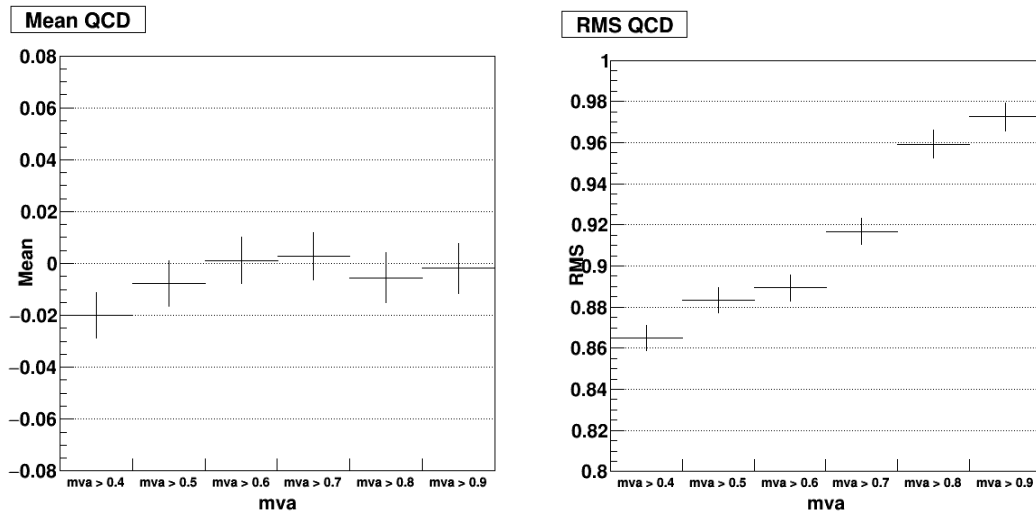 Mean QCD
0.08
0.06
0.04
0.02
0
−0.02
−0.04
−0.06
−0.08
Mean
mva > 0.4 mva > 0.5 mva > 0.6 mva > 0.7 mva > 0.8 mva > 0.9
mva
RMS QCD
1
0.98
0.96
0.94
0.92
0.9
0.88
0.86
0.84
0.82
0.8
RMS
mva > 0.4 mva > 0.5 mva > 0.6 mva > 0.7 mva > 0.8 mva > 0.9
mva